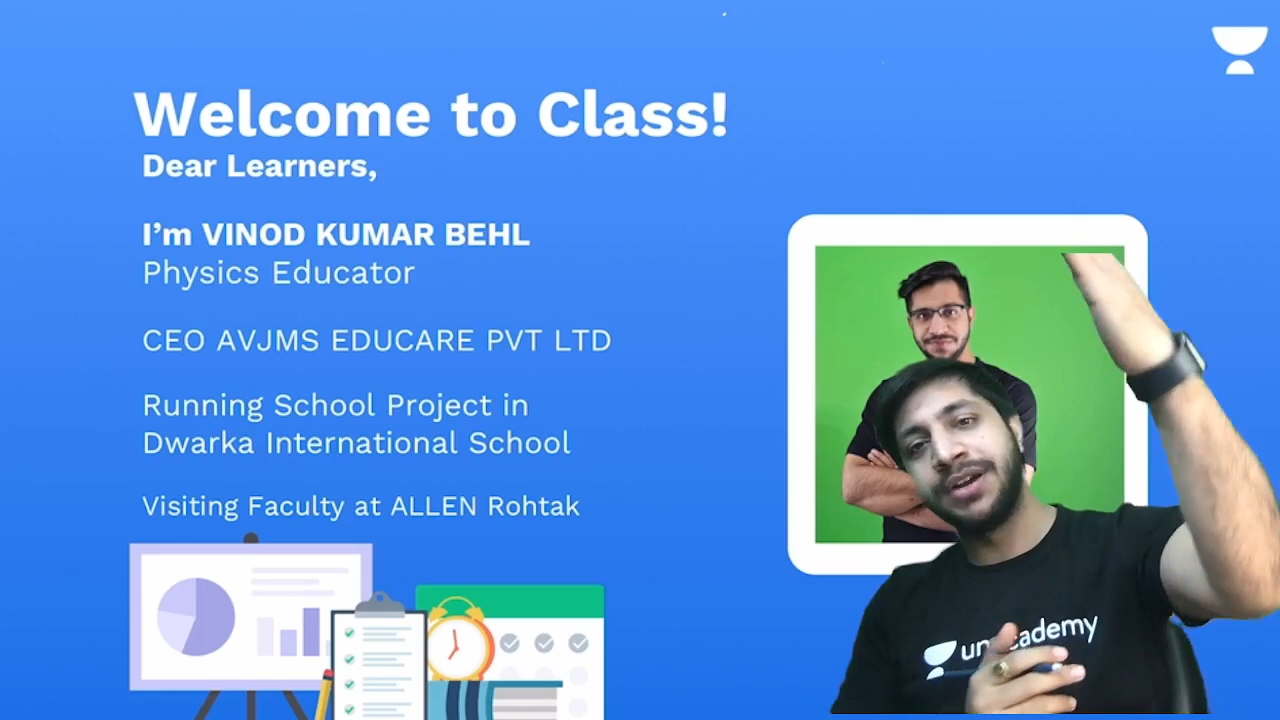 Welcome to Class!
Dear Learners,
I'm VINOD KUMAR BEHL
Physics Educator
CEO AVJMS EDUCARE PVT LTD
Running School Project in
Dwarka International School
Visiting Faculty at ALLEN Rohtak
unacademy